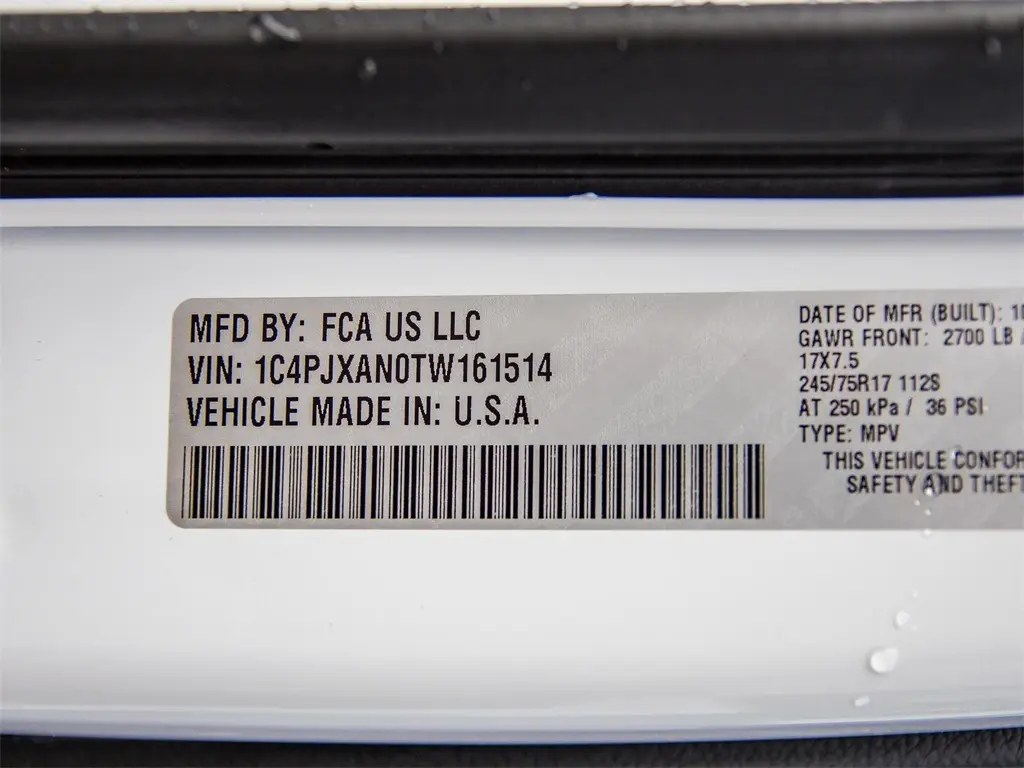 MFD BY: FCA US LLC
VIN: 1C4PJXAN0TW161514
VEHICLE MADE IN: U.S.A.
DATE OF MFR (BUILT):
GAWR FRONT: 2700 LB
17X7.5
245/75R17 112S
AT 250 kPa / 36 PSI
TYPE: MPV
THIS VEHICLE
SAFETY AND THEFT